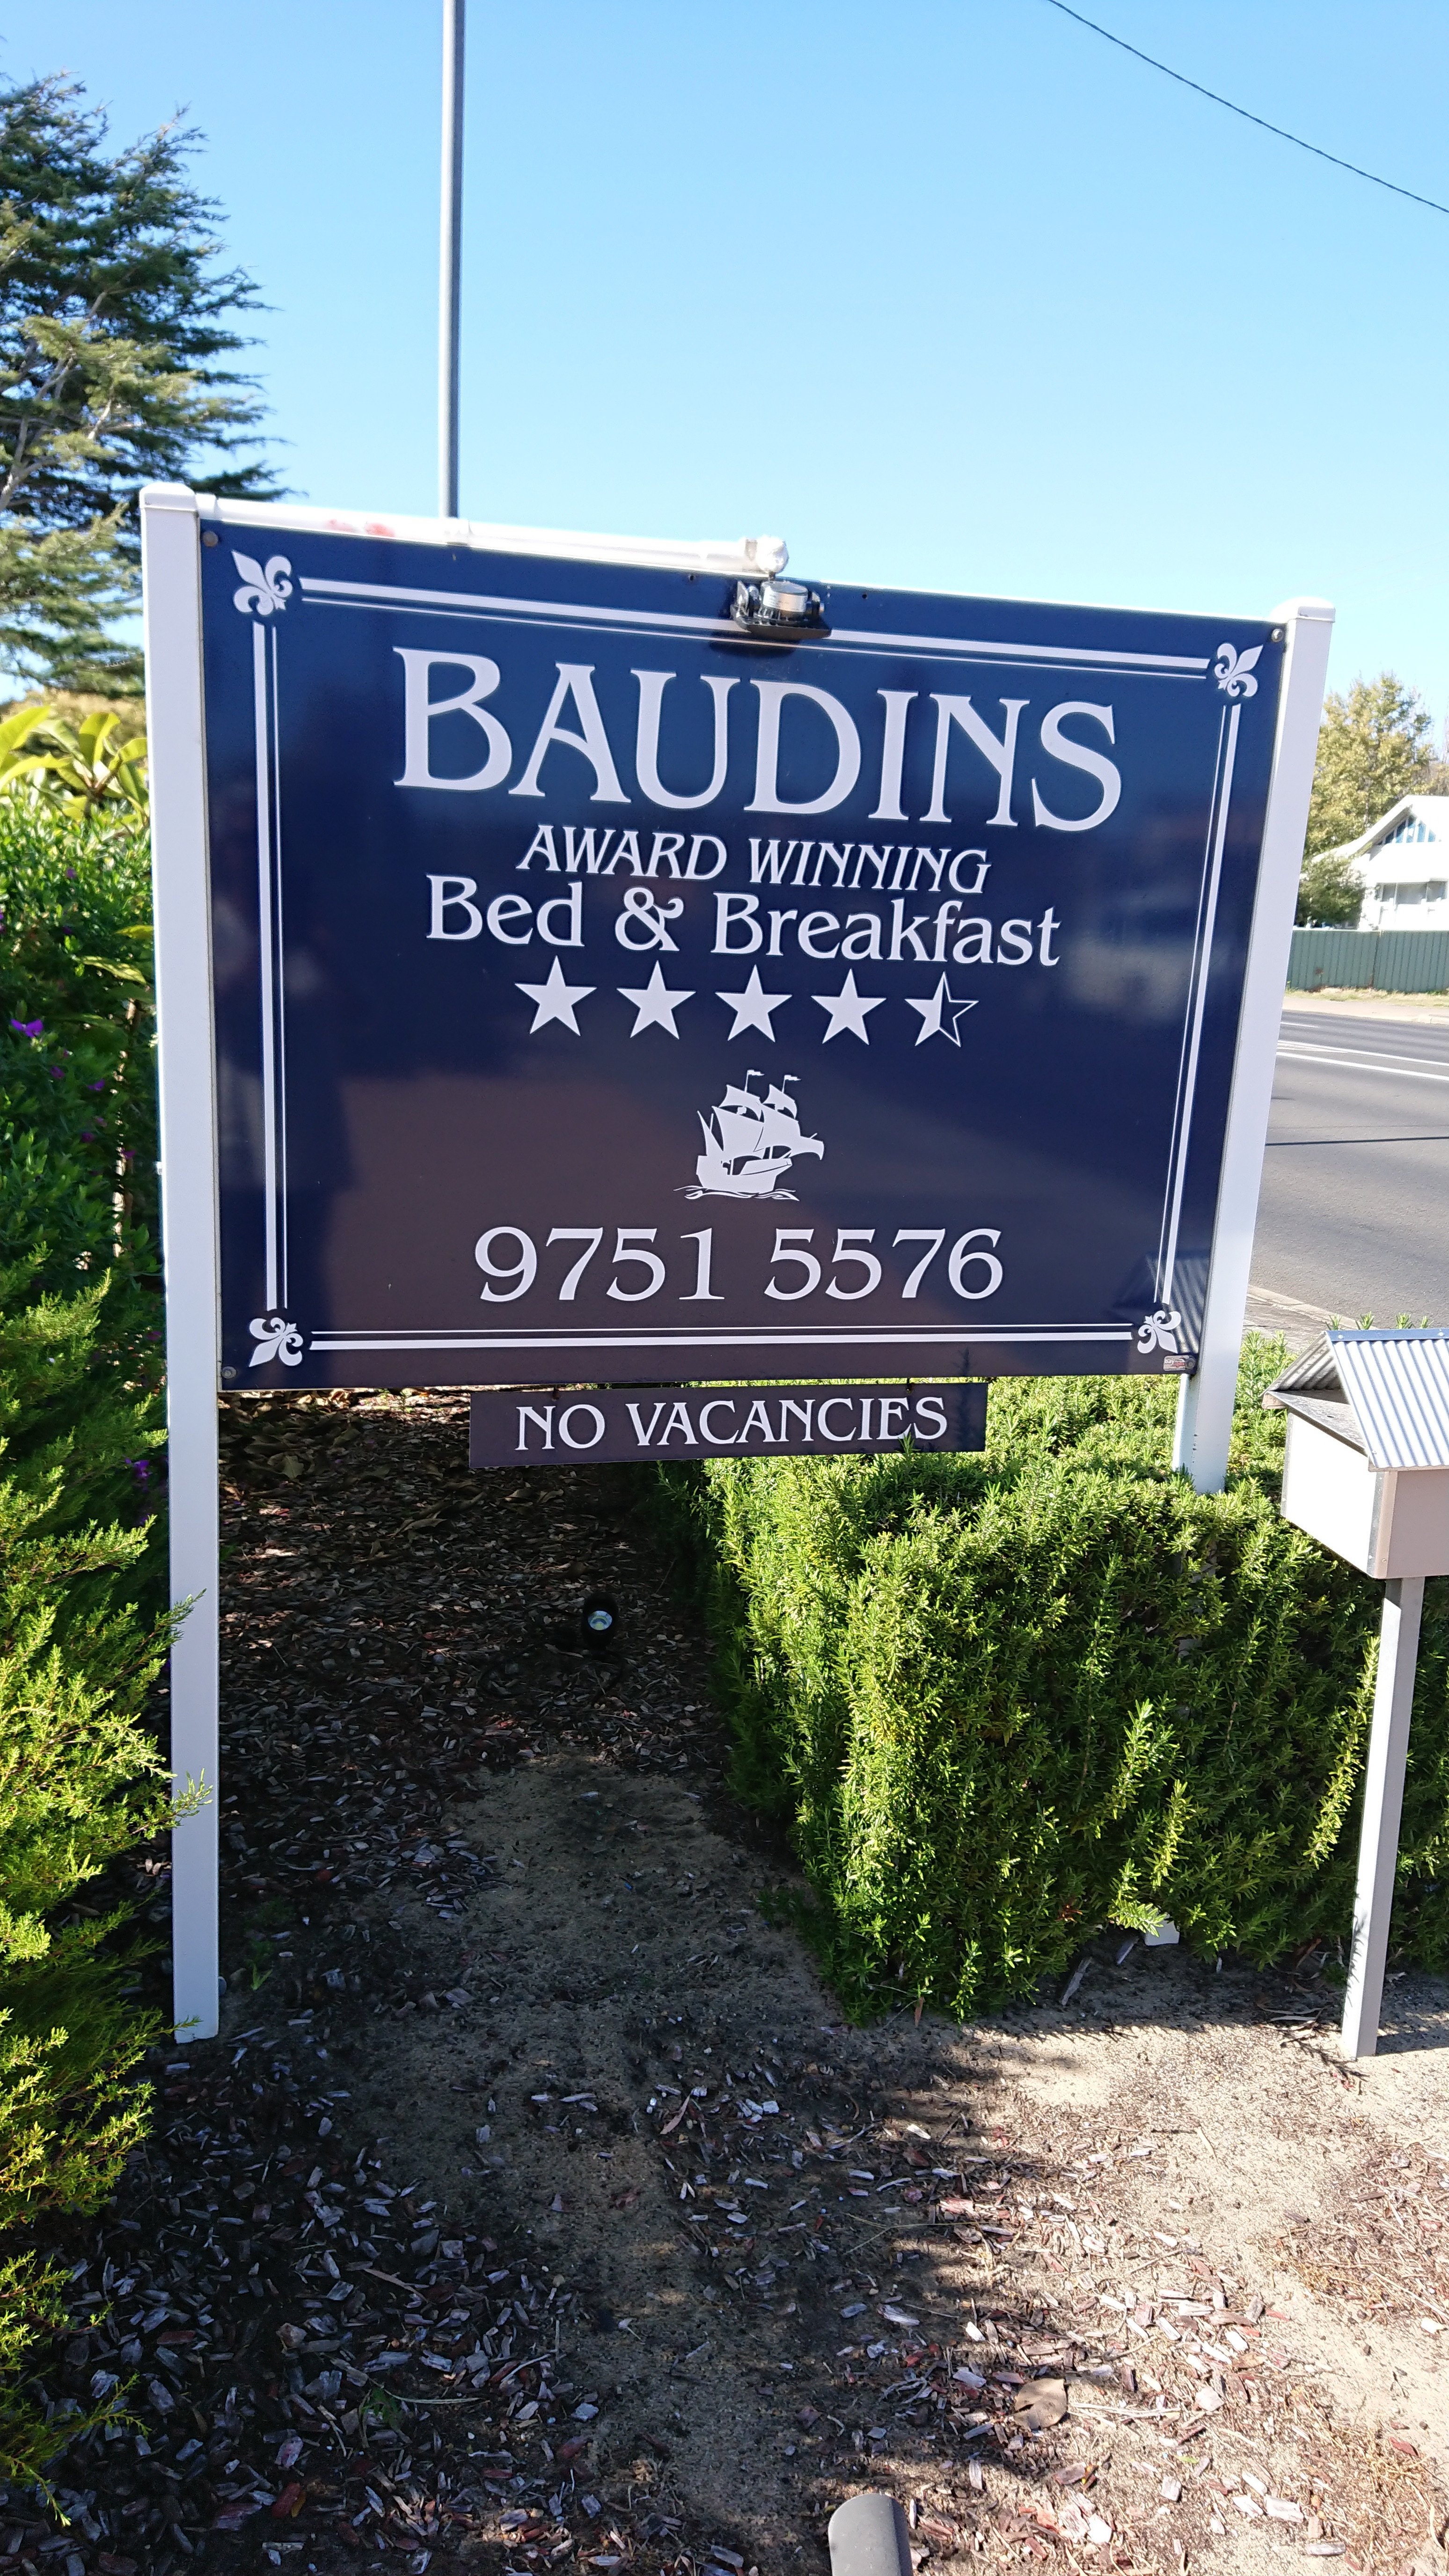 BAUDINS
AWARD WINNING
Bed & Breakfast
9751 5576
NO VACANCIES